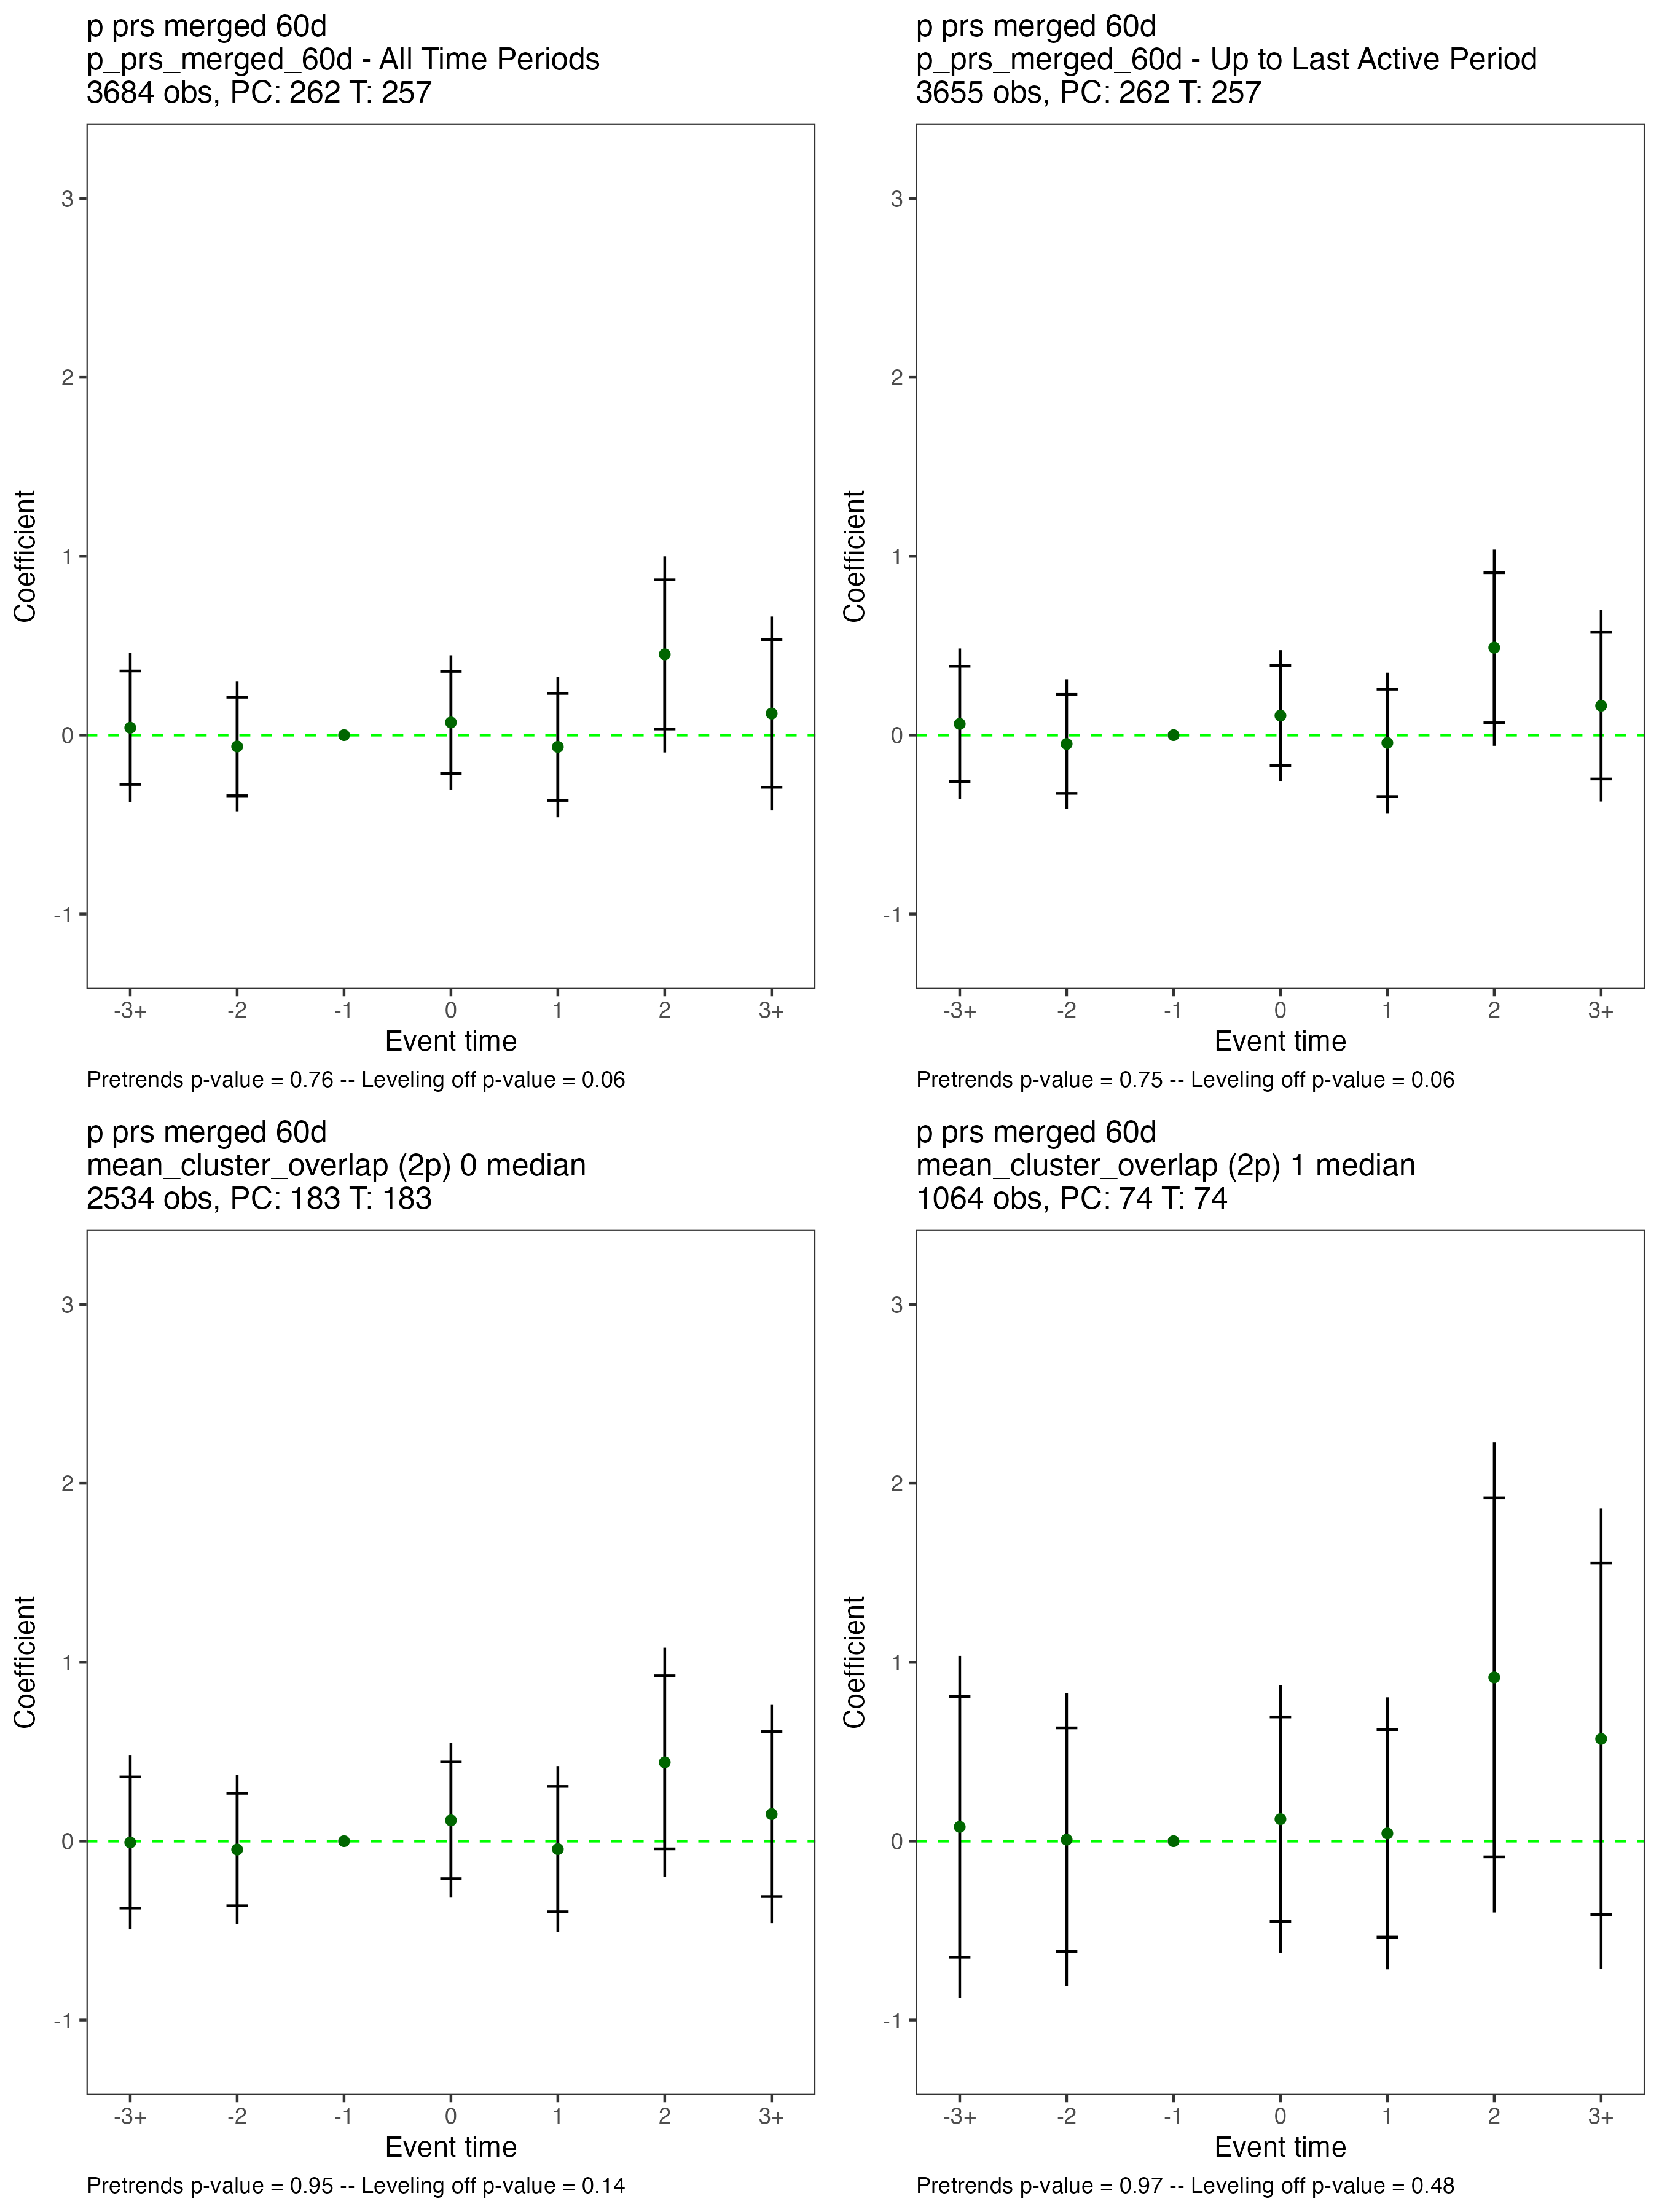 p prs merged 60d
p_prs_merged_60d - All Time Periods
3684 obs, PC: 262 T: 257
3
2
1
0
-1
Coefficient
-3+ -2 -1 0 1 2 3+
Event time
Pretrends p-value = 0.76 -- Leveling off p-value = 0.06
p prs merged 60d
p_prs_merged_60d - Up to Last Active Period
3655 obs, PC: 262 T: 257
3
2
1
0
-1
Coefficient
-3+ -2 -1 0 1 2 3+
Event time
Pretrends p-value = 0.75 -- Leveling off p-value = 0.06
p prs merged 60d
mean_cluster_overlap (2p) 0 median
2534 obs, PC: 183 T: 183
3
2
1
0
-1
Coefficient
-3+ -2 -1 0 1 2 3+
Event time
Pretrends p-value = 0.95 -- Leveling off p-value = 0.14
p prs merged 60d
mean_cluster_overlap (2p) 1 median
1064 obs, PC: 74 T: 74
3
2
1
0
-1
Coefficient
-3+ -2 -1 0 1 2 3+
Event time
Pretrends p-value = 0.97 -- Leveling off p-value = 0.48